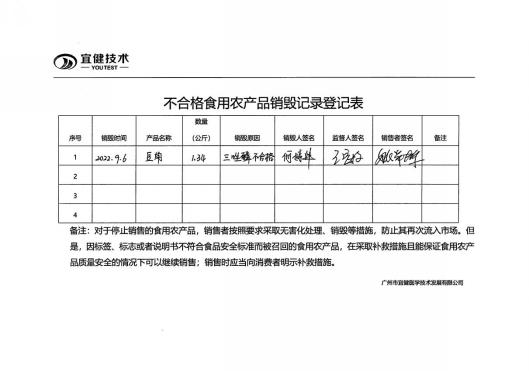 宜健技术
YOUTEST
不合格食用农产品销毁记录登记表
序号 销毁时间 产品名称 数量（公斤） 销毁原因 销毁人签名 监督人签名 销售者签名 备注
1 2022.9.6 豆角 1.34 三唑磷不合格
2
3
4
备注：对于停止销售的食用农产品，销售者按照要求采取无害化处理、销毁等措施，防止其再次流入市场。但
是，因标签、标志或者说明书不符合食品安全标准而被召回的食用农产品，在采取补救措施且能保证食用农产
品质量安全的情况下可以继续销售；销售时应当向消费者明示补救措施。
广州市宜健医学技术发展有限公司